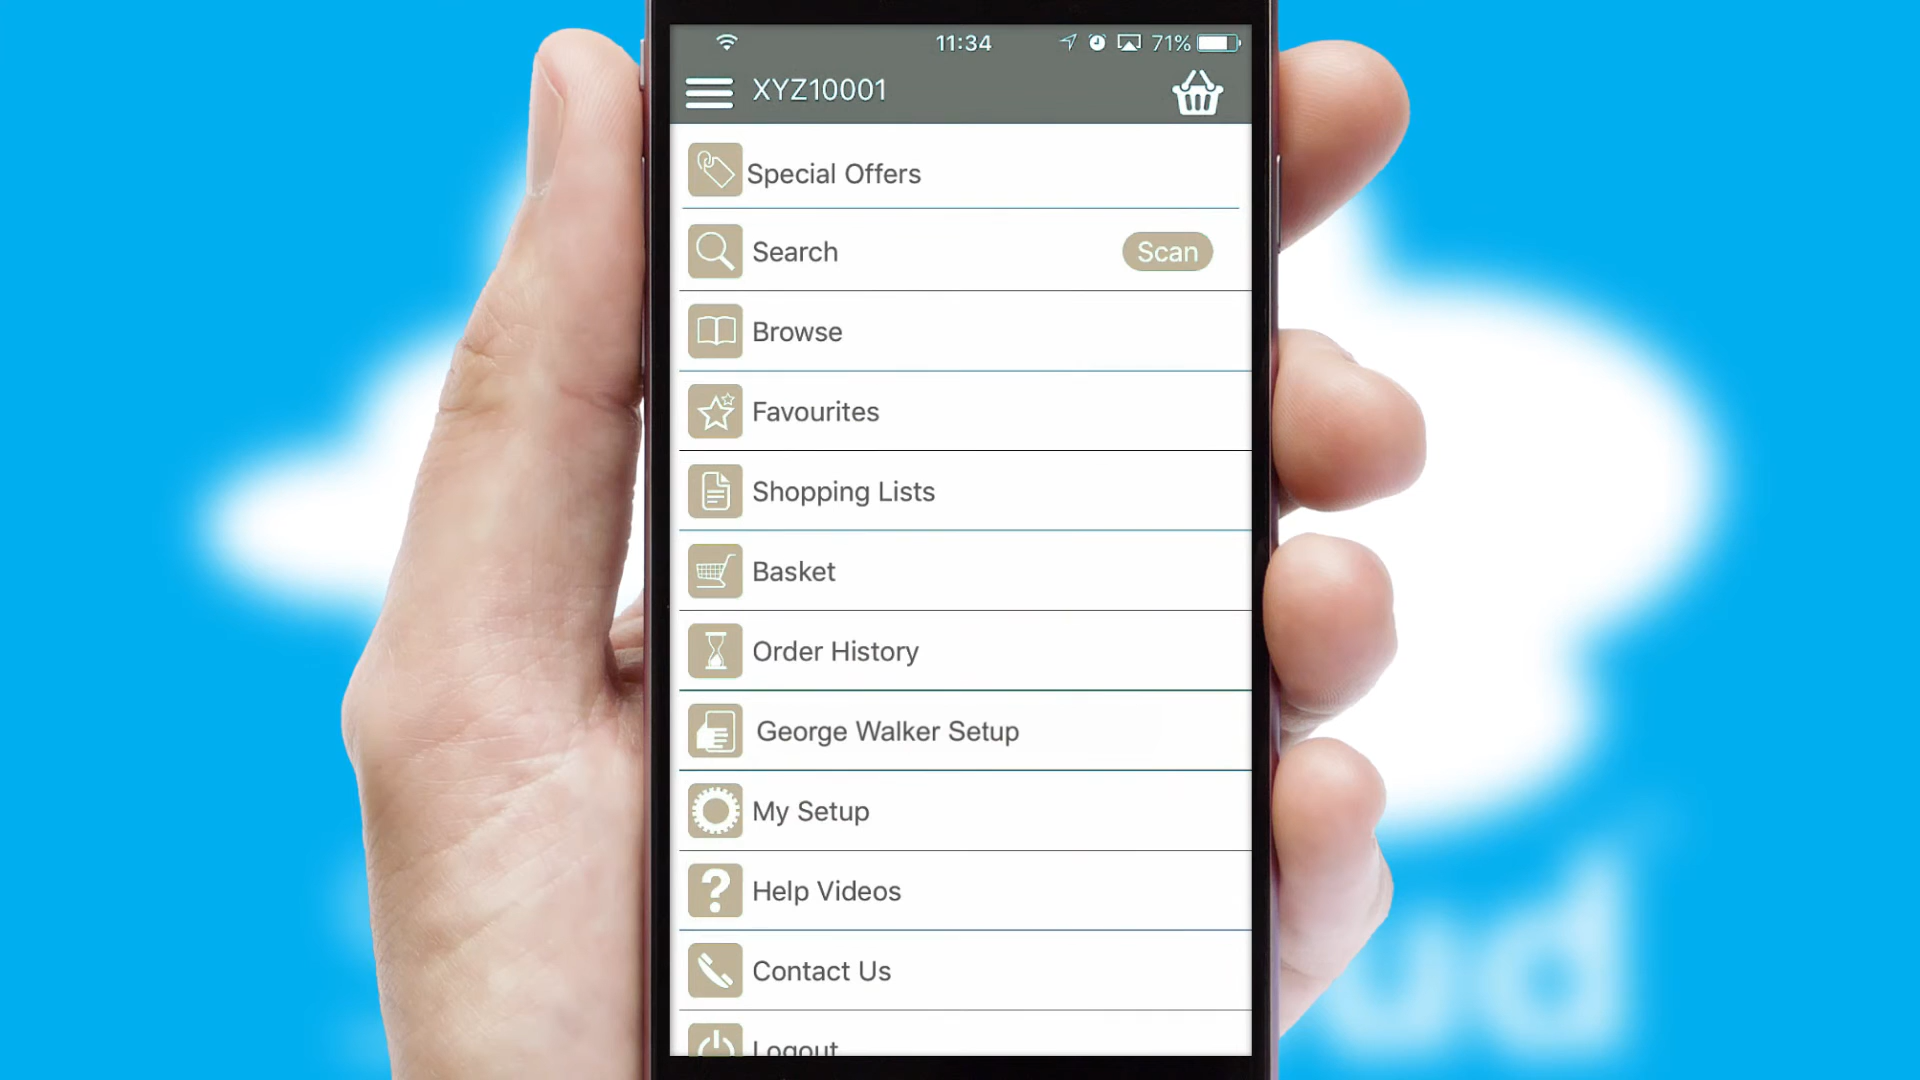 11:34
71%
XYZ10001
Special Offers
Search
Scan
Browse
Favourites
Shopping Lists
Basket
Order History
George Walker Setup
My Setup
Help Videos
Contact Us
Logout
ud